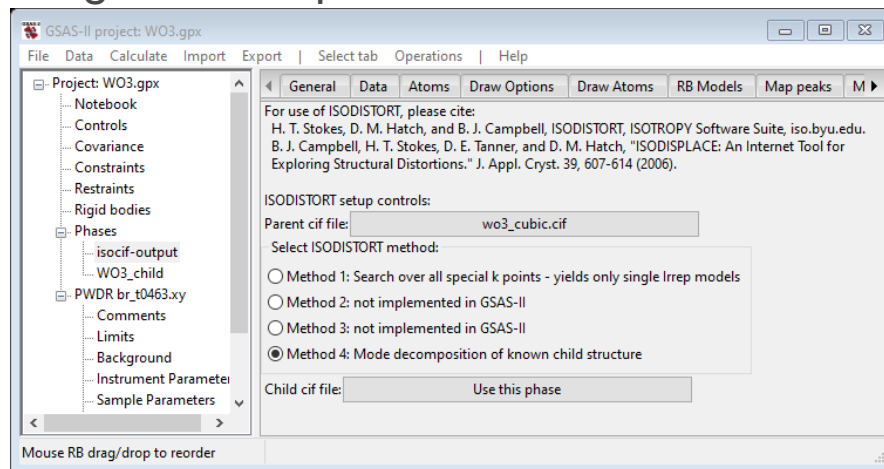 GSAS-II project: WO3.gpx
File Data Calculate Import Export | Select tab Operations | Help
Project: WO3.gpx
Notebook
Controls
Covariance
Constraints
Restraints
Rigid bodies
Phases
isocif-output
WO3_child
PWDR br_t0463.xy
Comments
Limits
Background
Instrument Parameter
Sample Parameters
General Data Atoms Draw Options Draw Atoms RB Models Map peaks M
For use of ISODISTORT, please cite:
H. T. Stokes, D. M. Hatch, and B. J. Campbell, ISODISTORT, ISOTROPY Software Suite, iso.byu.edu.
B. J. Campbell, H. T. Stokes, D. E. Tanner, and D. M. Hatch, "ISODISPLACE: An Internet Tool for
Exploring Structural Distortions." J. Appl. Cryst. 39, 607-614 (2006).
ISODISTORT setup controls:
Parent cif file: wo3_cubic.cif
Select ISODISTORT method:
Method 1: Search over all special k points - yields only single Irrep models
Method 2: not implemented in GSAS-II
Method 3: not implemented in GSAS-II
Method 4: Mode decomposition of known child structure
Child cif file: Use this phase
Mouse RB drag/drop to reorder